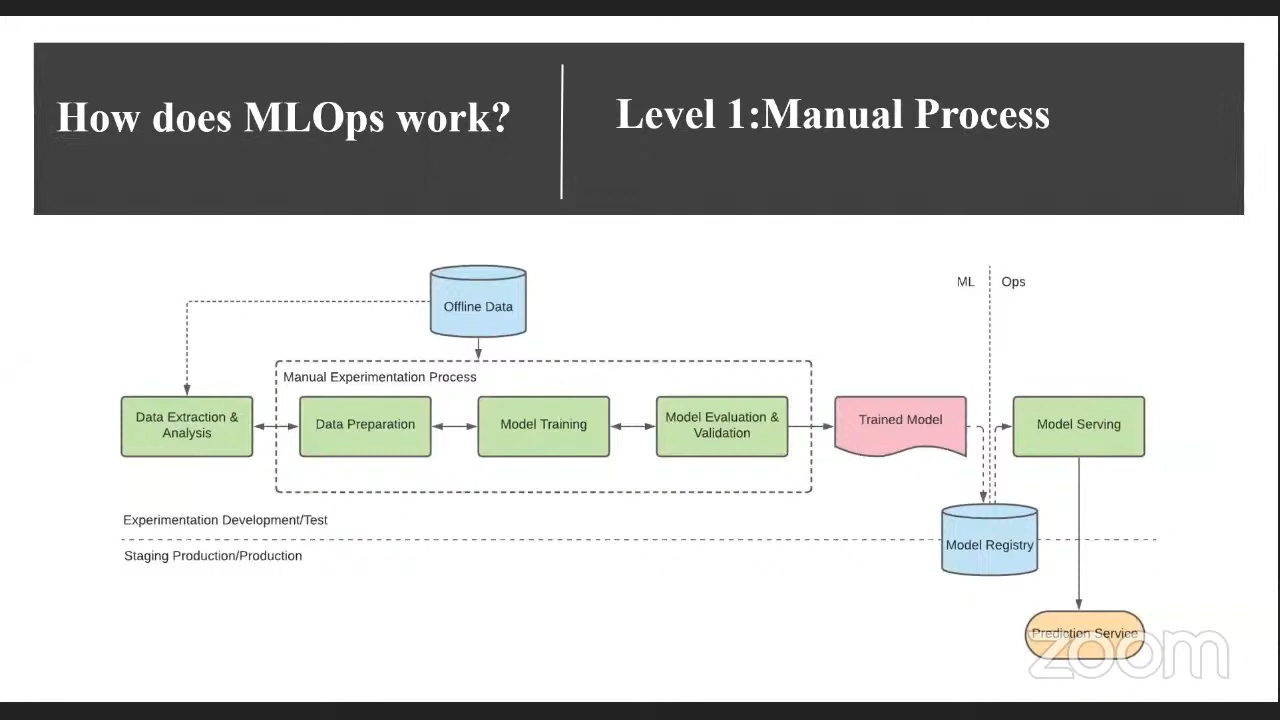 How does MLOps work?
Level 1:Manual Process
Offline Data
ML
Ops
Manual Experimentation Process
Data Extraction &
Analysis
Data Preparation
Model Training
Model Evaluation &
Validation
Trained Model
Model Serving
Experimentation Development/Test
Staging Production/Production
Model Registry
Prediction Service
zoom